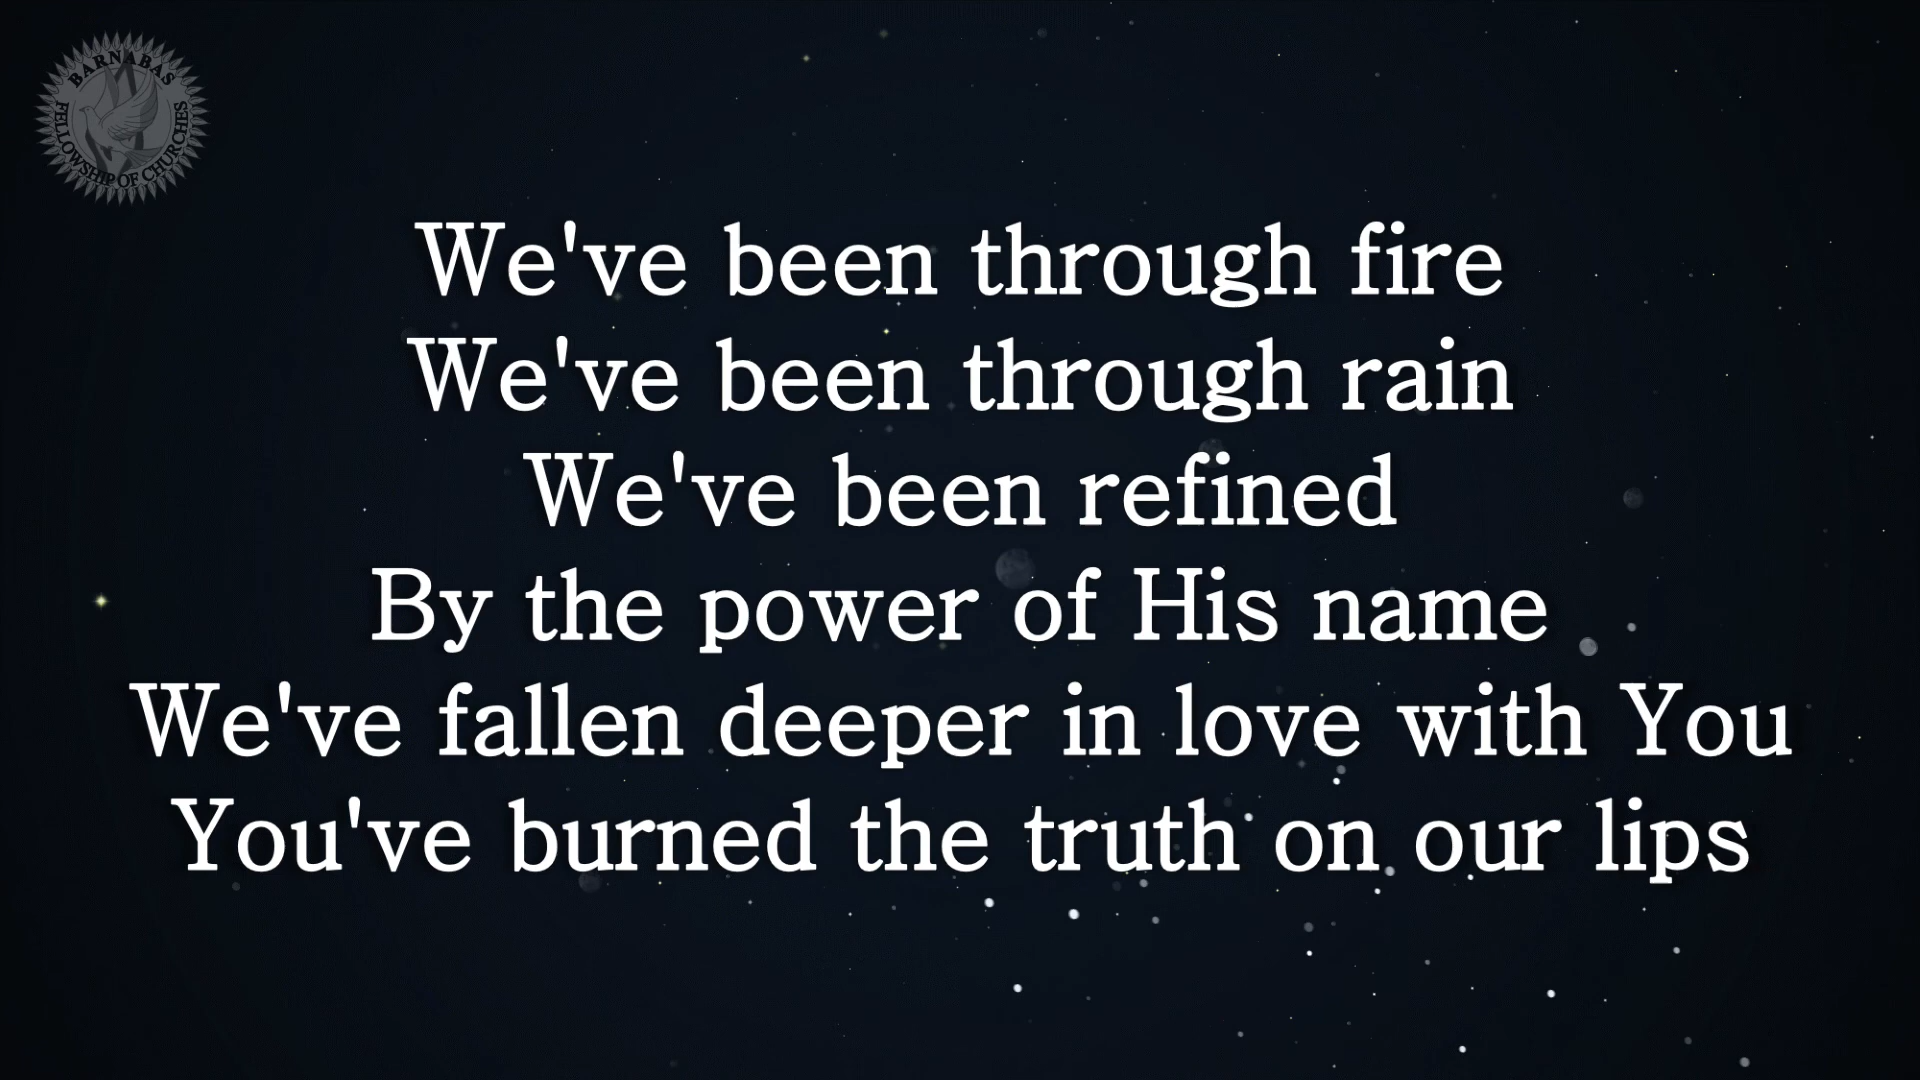 BARNABAS
FELLOWSHIP OF CHURCHES
We've been through fire
We've been through rain
We've been refined
By the power of His name
We've fallen deeper in love with You
You've burned the truth on our lips